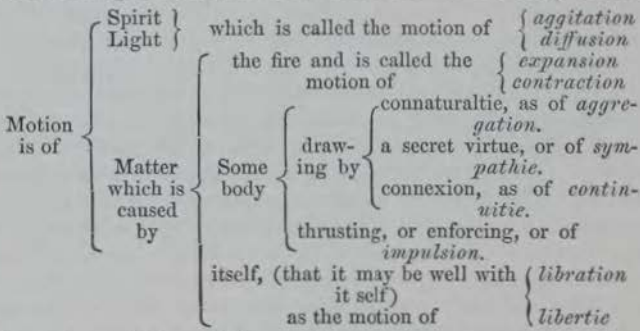 Spirit } which is called the motion of { aggitation
Light } { diffusion
the fire and is called the { expansion
motion of { contraction
Motion
is of
connaturaltie, as of aggre-
gation.
draw-
ing by
a secret virtue, or of sym-
pathie.
Matter
which is
caused
by
Some
body
connexion, as of contin-
uitie.
thrusting, or enforcing, or of
impulsion.
itself, (that it may be well with { libration
it self)
as the motion of { libertie